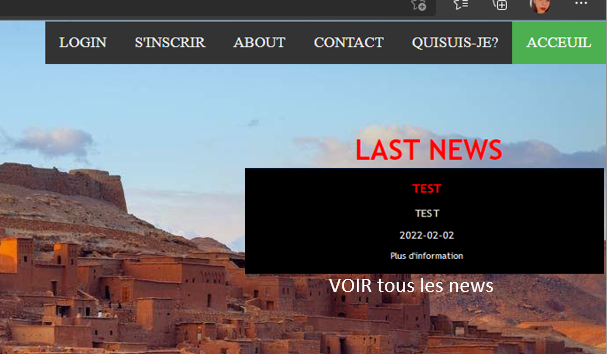 LOGIN S'INSCRIR ABOUT CONTACT QUISUIS-JE? ACCEUIL
LAST NEWS
TEST
TEST
2022-02-02
Plus d'information
VOIR tous les news